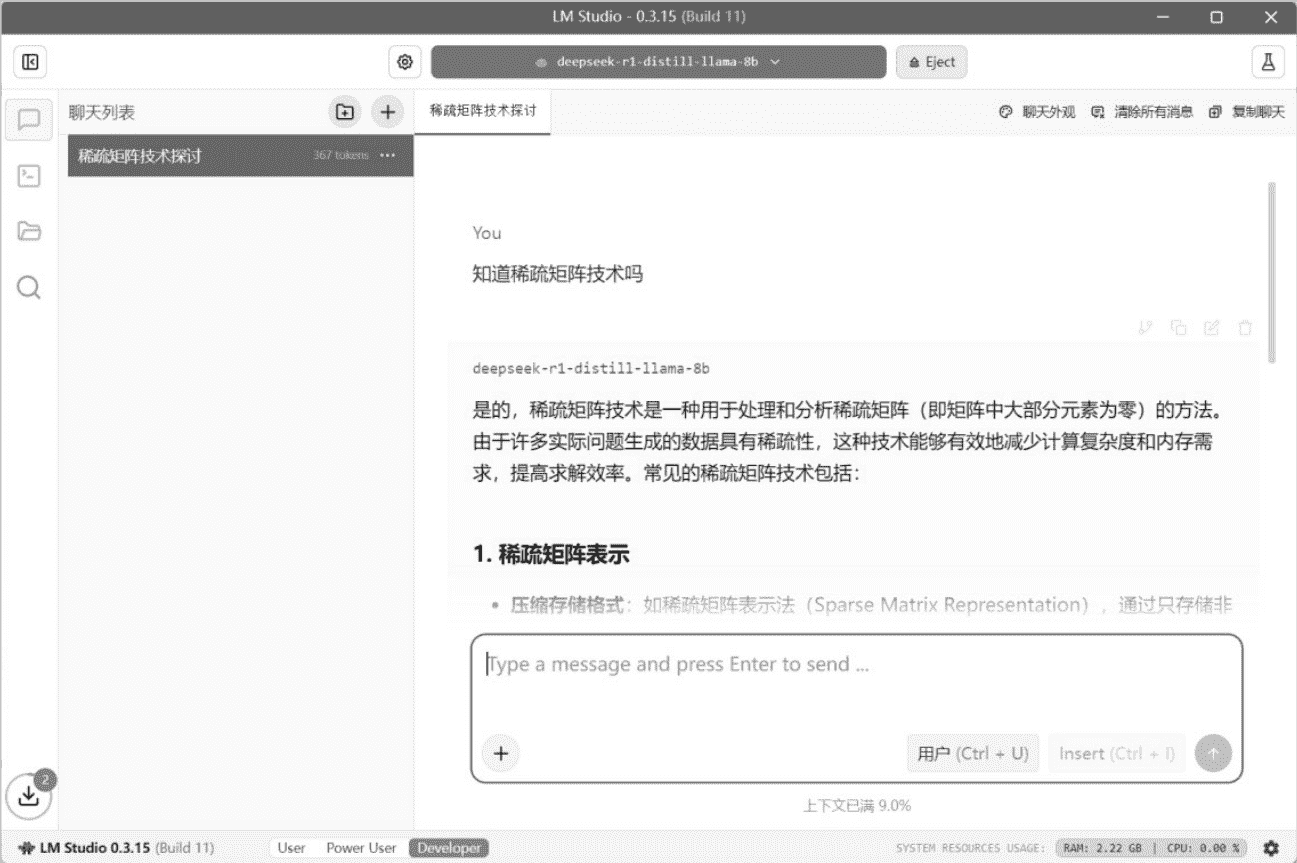 LM Studio - 0.3.15 (Build 11)
deepseek-r1-distill-llama-8b
Eject
聊天列表
稀疏矩阵技术探讨
聊天外观
清除所有消息
复制聊天
稀疏矩阵技术探讨
367 tokens
You
知道稀疏矩阵技术吗
deepseek-r1-distill-llama-8b
是的，稀疏矩阵技术是一种用于处理和分析稀疏矩阵（即矩阵中大部分元素为零）的方法。
由于许多实际问题生成的数据具有稀疏性，这种技术能够有效地减少计算复杂度和内存需
求，提高求解效率。常见的稀疏矩阵技术包括：
1. 稀疏矩阵表示
• 压缩存储格式：如稀疏矩阵表示法（Sparse Matrix Representation），通过只存储非
Type a message and press Enter to send ...
用户 (Ctrl + U)
Insert (Ctrl + I)
上下文已满 9.0%
2
LM Studio 0.3.15 (Build 11)
User
Power User
Developer
SYSTEM RESOURCES USAGE:
RAM: 2.22 GB | CPU: 0.00 %